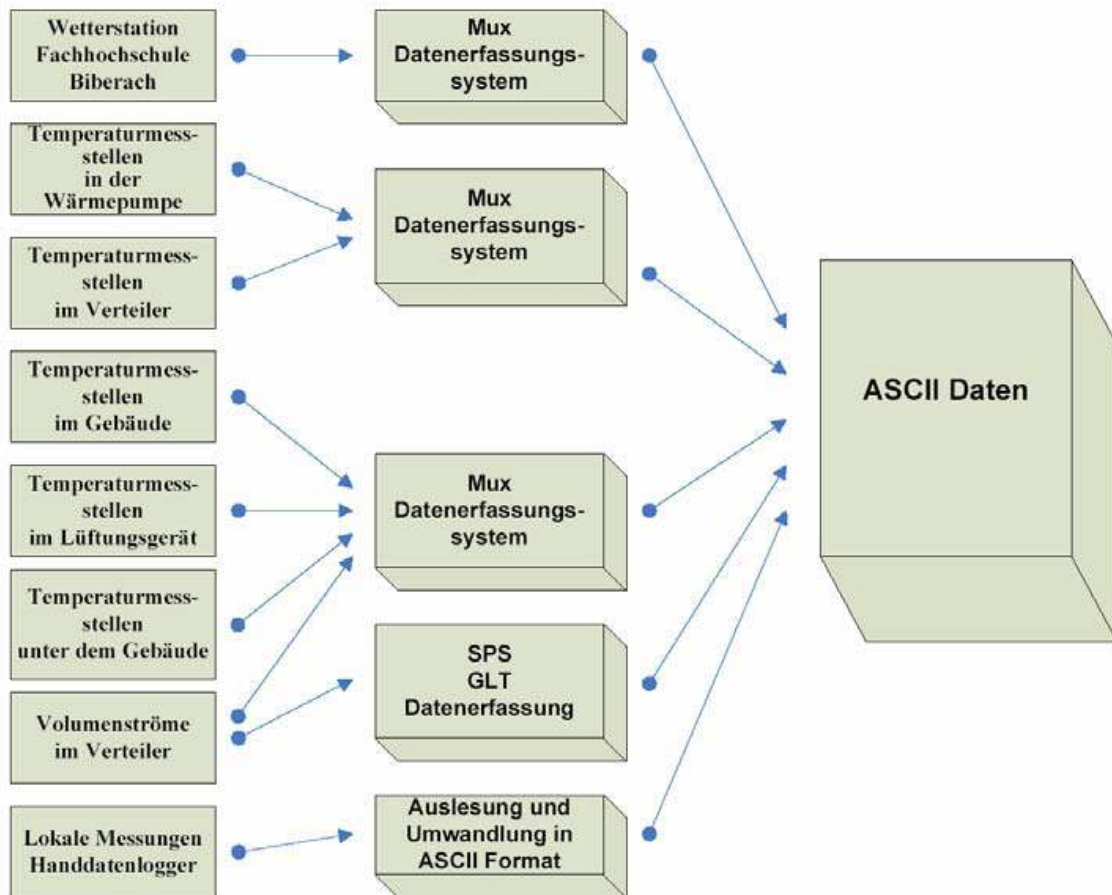 Wetterstation
Fachhochschule
Biberach
Temperaturmess-
stellen
in der
Wärmepumpe
Temperaturmess-
stellen
im Verteiler
Temperaturmess-
stellen
im Gebäude
Temperaturmess-
stellen
im Lüftungsgerät
Temperaturmess-
stellen
unter dem Gebäude
Volumenströme
im Verteiler
Lokale Messungen
Handdatenlogger
Mux
Datenerfassungs-
system
Mux
Datenerfassungs-
system
Mux
Datenerfassungs-
system
SPS
GLT
Datenerfassung
Auslesung und
Umwandlung in
ASCII Format
ASCII Daten